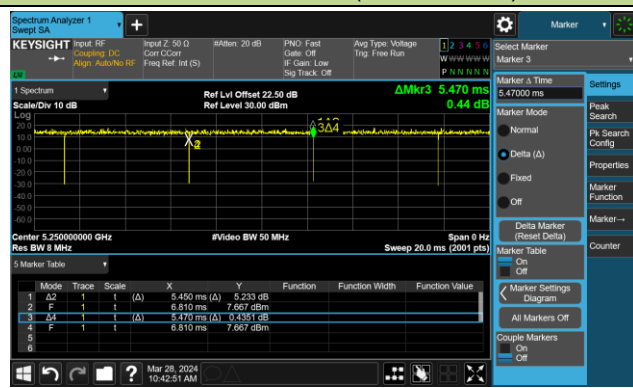 Spectrum Analyzer 1
Swept SA
Marker
KEYSIGHT
Input: RF
Coupling: DC
Align: Auto/No RF
Input Z: 50 Ω
Corr CCorr
Freq Ref: Int (S)
#Atten: 20 dB
PNO: Fast
Gate: Off
IF Gain: Low
Sig Track: Off
Avg Type: Voltage
Trig: Free Run
1 2 3 4 5 6
W W W W W W
P N N N N N
Select Marker
Marker 3
1 Spectrum
Scale/Div 10 dB
Ref Lvl Offset 22.50 dB
Ref Level 30.00 dBm
ΔMkr3 5.470 ms
0.44 dB
Log
20.0
10.0
0.00
-10.0
-20.0
-30.0
-40.0
-50.0
-60.0
3Δ4
Center 5.250000000 GHz
Res BW 8 MHz
#Video BW 50 MHz
Span 0 Hz
Sweep 20.0 ms (2001 pts)
5 Marker Table
Mode Trace Scale X Y Function Function Width Function Value
1 Δ2 1 t (Δ) 5.450 ms (Δ) 5.233 dB
2 F 1 t 6.810 ms 7.667 dBm
3 Δ4 1 t (Δ) 5.470 ms (Δ) 0.4351 dB
4 F 1 t 6.810 ms 7.667 dBm
5
6
Mar 28, 2024
10:42:51 AM
Marker Δ Time
5.47000 ms
Marker Mode
Normal
Delta (Δ)
Fixed
Off
Delta Marker
(Reset Delta)
Marker Table
On
Off
Marker Settings
Diagram
All Markers Off
Couple Markers
On
Off
Settings
Peak
Search
Pk Search
Config
Properties
Marker
Function
Marker→
Counter